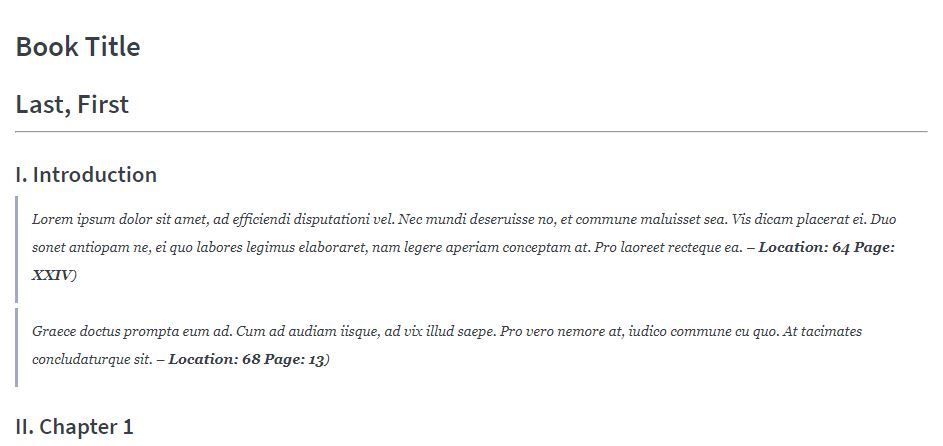 Book Title
Last, First
I. Introduction
Lorem ipsum dolor sit amet, ad efficiendi disputationi vel. Nec mundi deseruisse no, et commune maluisset sea. Vis dicam placerat ei. Duo
sonet antiopam ne, ei quo labores legimus elaboraret, nam legere aperiam conceptam at. Pro laoreet recteque ea. – Location: 64 Page:
XXIV)
Graece doctus prompta eum ad. Cum ad audiam iisque, ad vix illud saepe. Pro vero nemore at, iudico commune cu quo. At tacimates
concludaturque sit. – Location: 68 Page: 13)
II. Chapter 1